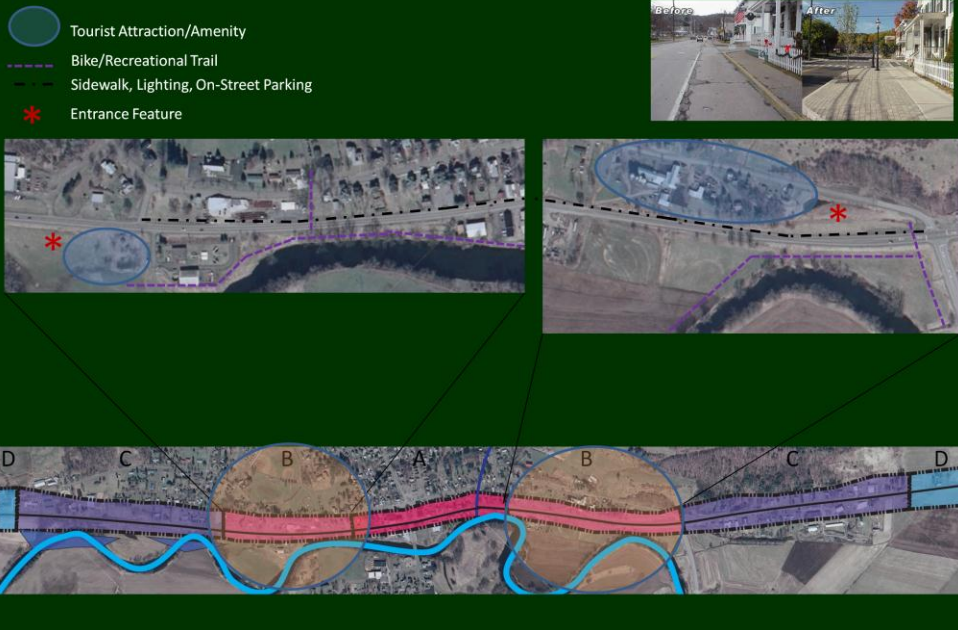 Tourist Attraction/Amenity
Bike/Recreational Trail
Sidewalk, Lighting, On-Street Parking
Entrance Feature
Before
After
D
C
B
A
B
C
D